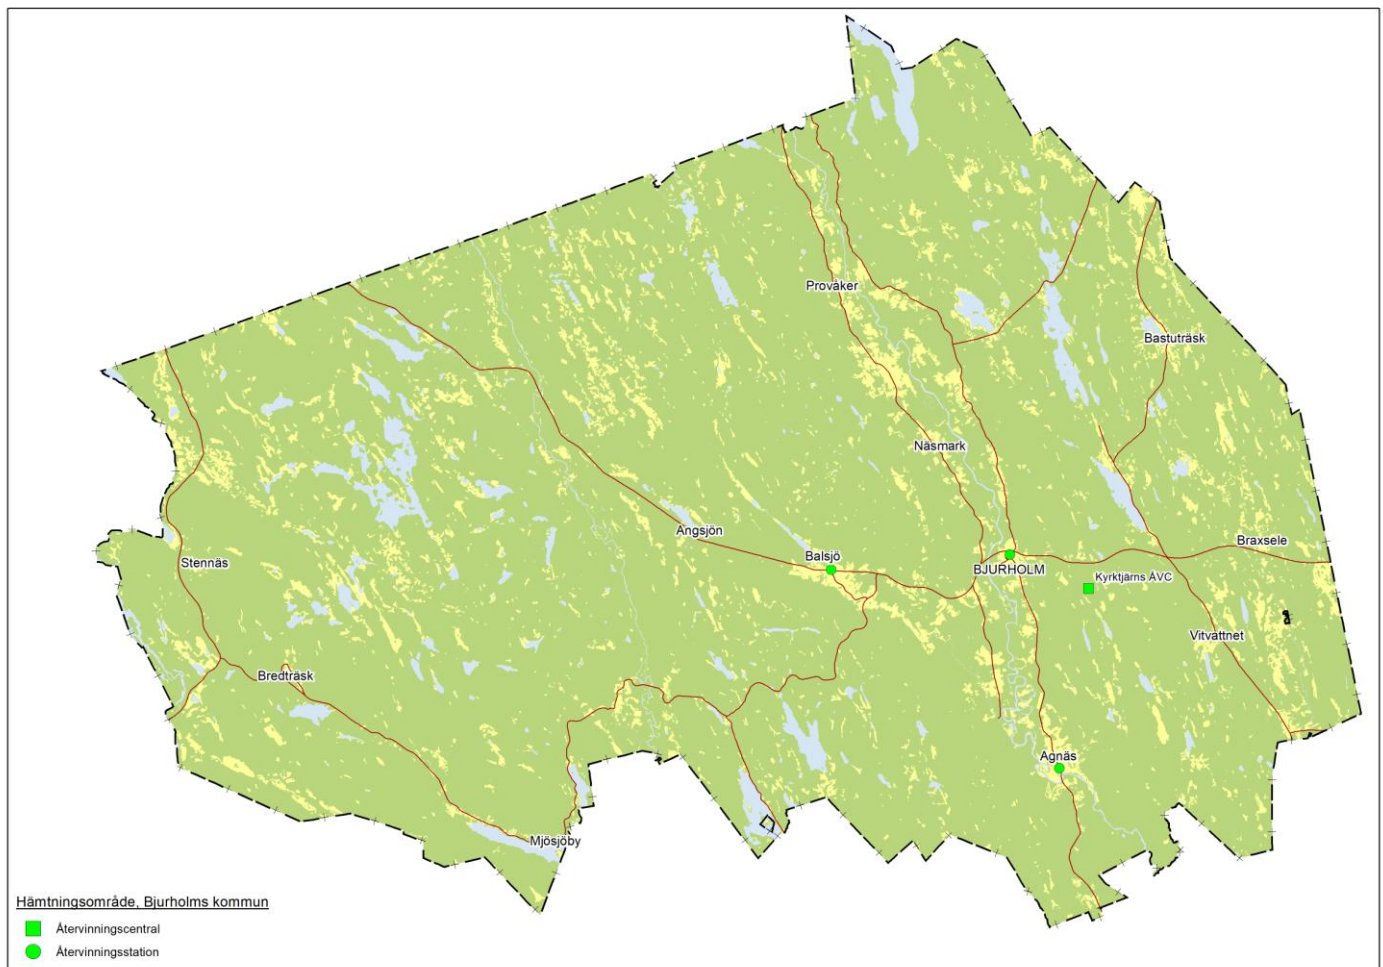 Provåker
Bastuträsk
Näsmark
Angsjön
Braxsele
Balsjö
Stennäs
BJURHOLM
Kyrktjärns ÅVC
Vitvattnet
Bredträsk
Agnäs
Mjösjöby
Hämtningsområde, Bjurholms kommun
Återvinningscentral
Återvinningsstation